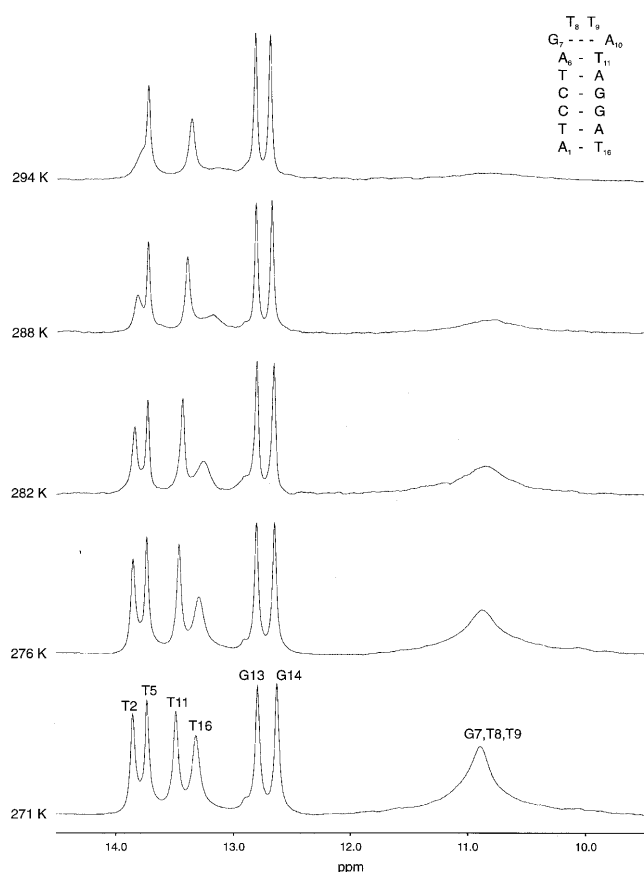 T₈ T₉
G₇ - - - A₁₀
A₆ - T₁₁
T - A
C - G
C - G
T - A
A₁ - T₁₆
294 K
288 K
282 K
276 K
G13 G14
T2 T5 T11 T16
G7,T8,T9
271 K
14.0 13.0 12.0 11.0 10.0
ppm